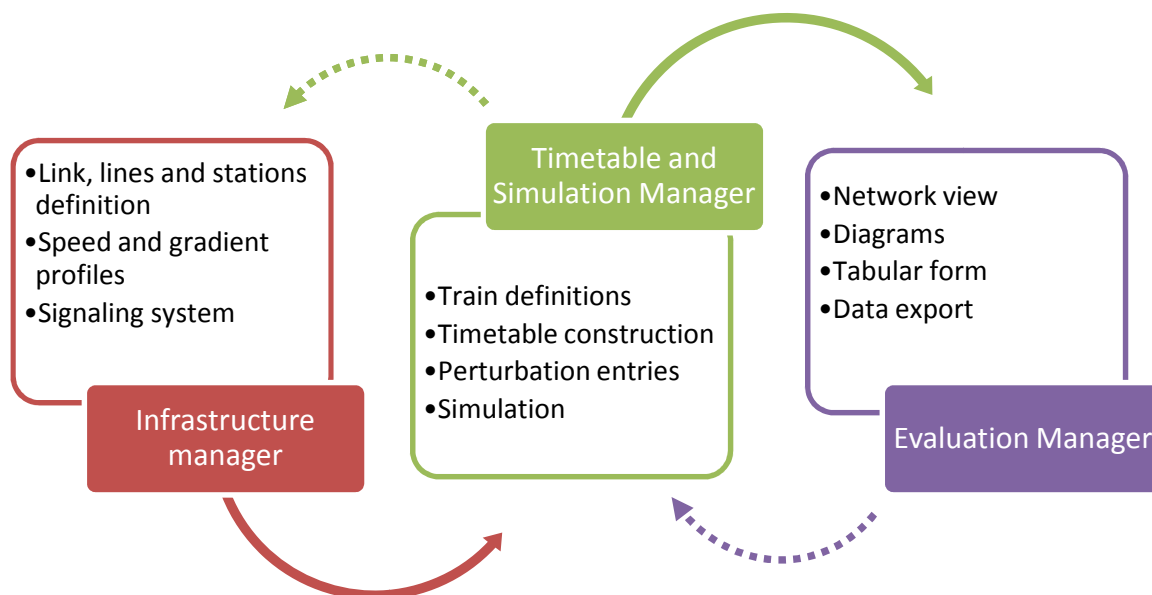 •Link, lines and stations
definition
•Speed and gradient
profiles
•Signaling system
Infrastructure
manager
Timetable and
Simulation Manager
•Train definitions
•Timetable construction
•Perturbation entries
•Simulation
•Network view
•Diagrams
•Tabular form
•Data export
Evaluation Manager